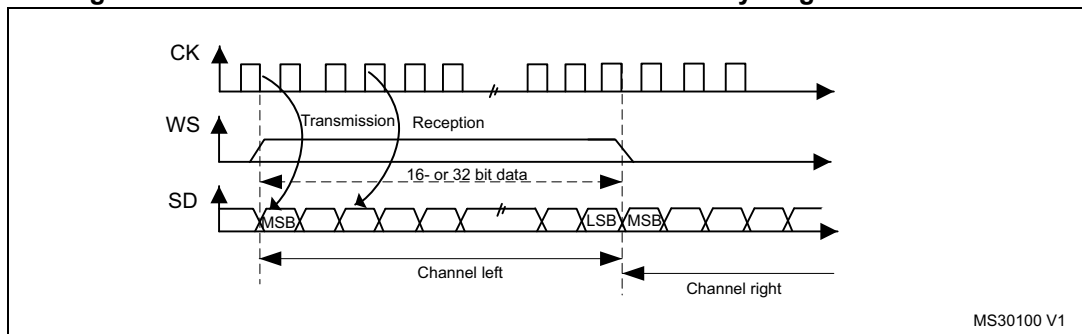 CK
Transmission
Reception
WS
16- or 32 bit data
SD
MSB
LSB
MSB
Channel left
Channel right
MS30100 V1